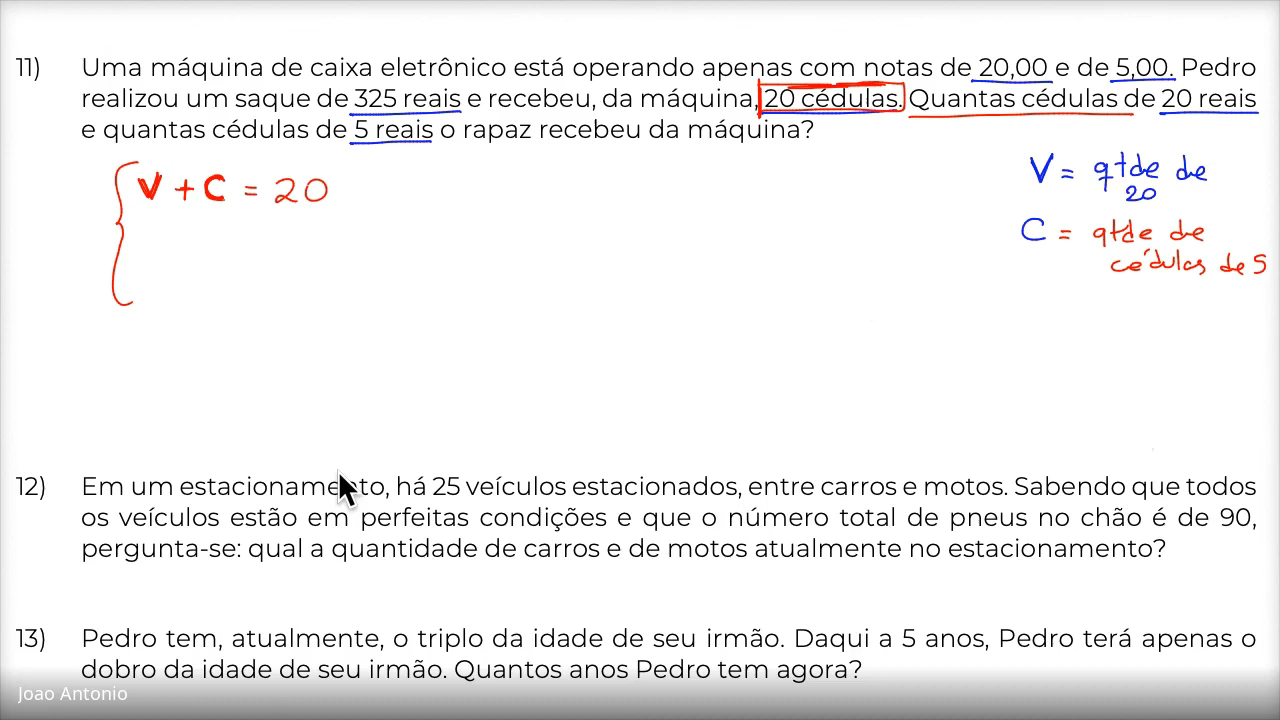 11) Uma máquina de caixa eletrônico está operando apenas com notas de 20,00 e de 5,00. Pedro
realizou um saque de 325 reais e recebeu, da máquina, 20 cédulas. Quantas cédulas de 20 reais
e quantas cédulas de 5 reais o rapaz recebeu da máquina?
V + C = 20
V = qtde de
20
C = qtde de
cédulas de 5
12) Em um estacionamento, há 25 veículos estacionados, entre carros e motos. Sabendo que todos
os veículos estão em perfeitas condições e que o número total de pneus no chão é de 90,
pergunta-se: qual a quantidade de carros e de motos atualmente no estacionamento?
13) Pedro tem, atualmente, o triplo da idade de seu irmão. Daqui a 5 anos, Pedro terá apenas o
dobro da idade de seu irmão. Quantos anos Pedro tem agora?
Joao Antonio